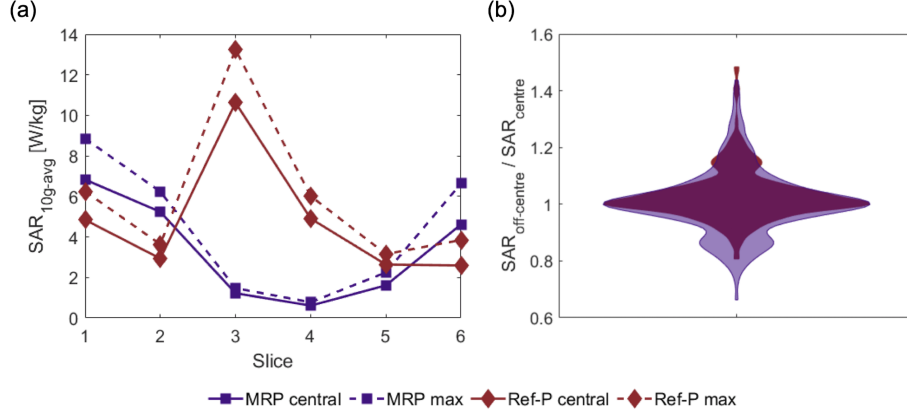 (a)
(b)
SAR10g-avg [W/kg]
14
12
10
8
6
4
2
0
1 2 3 4 5 6
Slice
SARoff-centre / SARcentre
1.6
1.4
1.2
1
0.8
0.6
MRP central MRP max Ref-P central Ref-P max